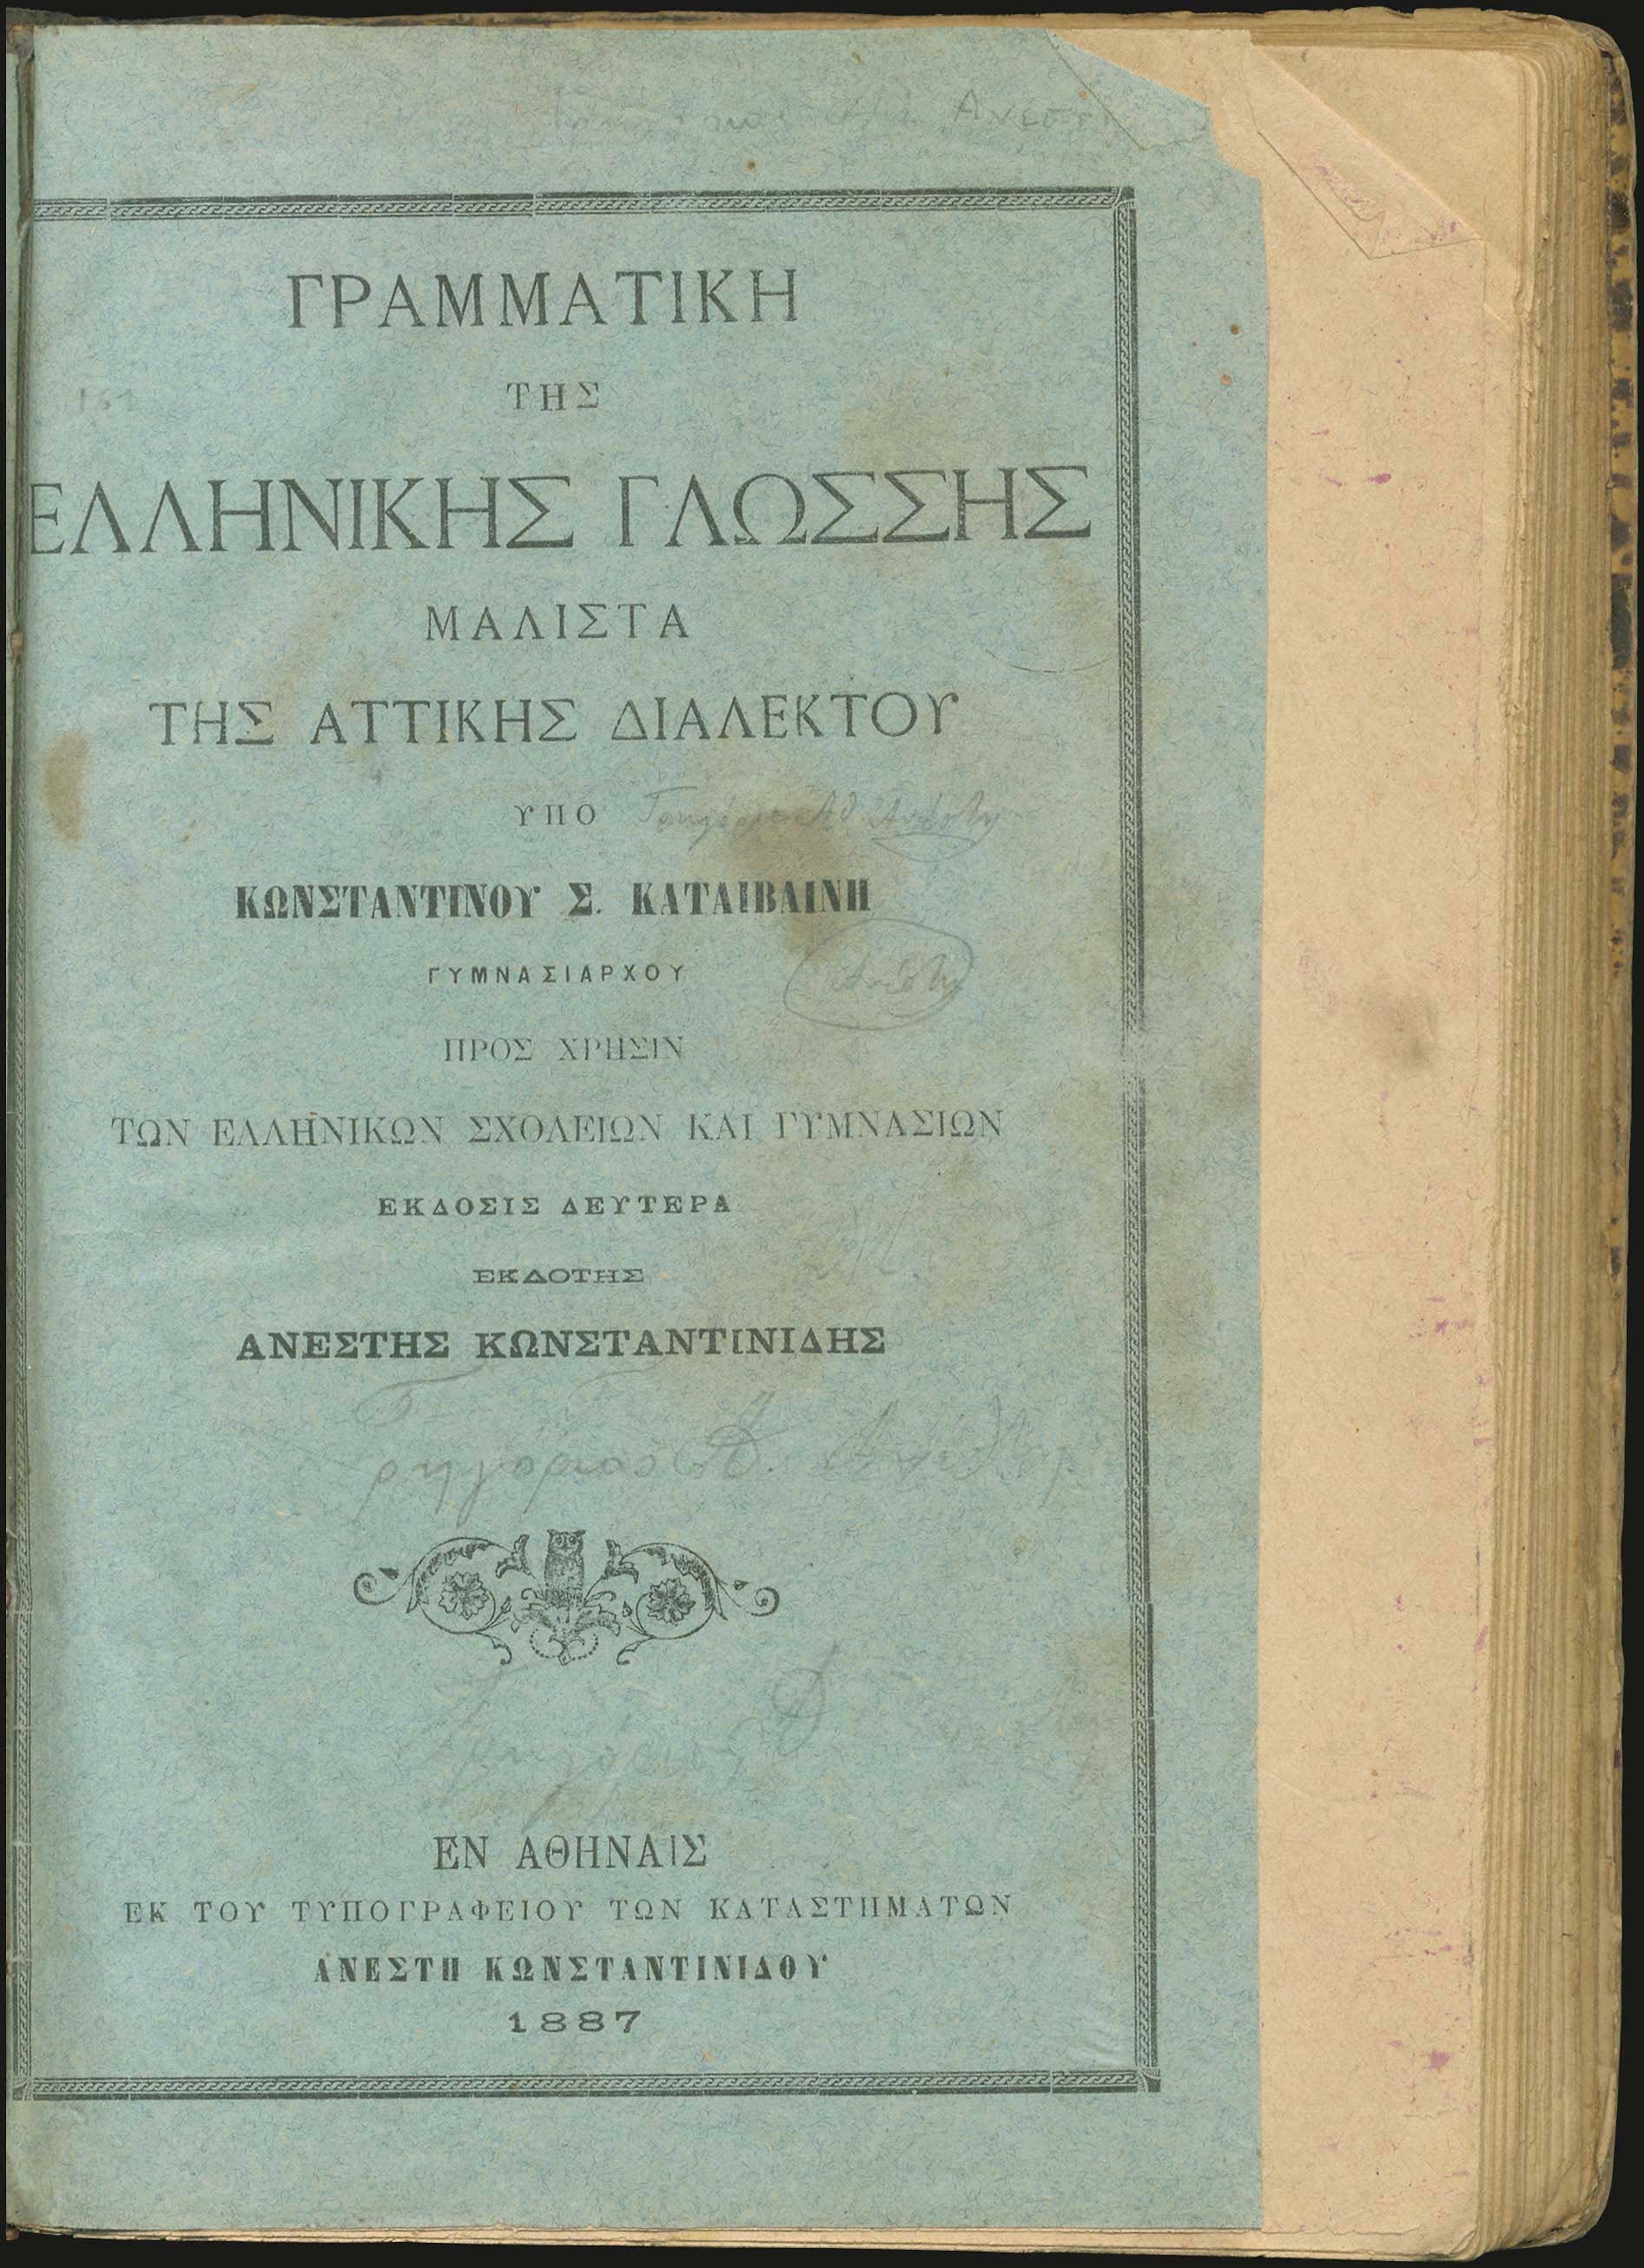 ΓΡΑΜΜΑΤΙΚΗ
ΤΗΣ
ΕΛΛΗΝΙΚΗΣ ΓΛΩΣΣΗΣ
ΜΑΛΙΣΤΑ
ΤΗΣ ΑΤΤΙΚΗΣ ΔΙΑΛΕΚΤΟΥ
ΥΠΟ
ΚΩΝΣΤΑΝΤΙΝΟΥ Σ. ΚΑΤΑΙΒΑΙΝΗ
ΓΥΜΝΑΣΙΑΡΧΟΥ
ΠΡΟΣ ΧΡΗΣΙΝ
ΤΩΝ ΕΛΛΗΝΙΚΩΝ ΣΧΟΛΕΙΩΝ ΚΑΙ ΓΥΜΝΑΣΙΩΝ
ΕΚΔΟΣΙΣ ΔΕΥΤΕΡΑ
ΕΚΔΟΤΗΣ
ΑΝΕΣΤΗΣ ΚΩΝΣΤΑΝΤΙΝΙΔΗΣ
Γρηγόριος
ΕΝ ΑΘΗΝΑΙΣ
ΕΚ ΤΟΥ ΤΥΠΟΓΡΑΦΕΙΟΥ ΤΩΝ ΚΑΤΑΣΤΗΜΑΤΩΝ
ΑΝΕΣΤΗ ΚΩΝΣΤΑΝΤΙΝΙΔΟΥ
1887